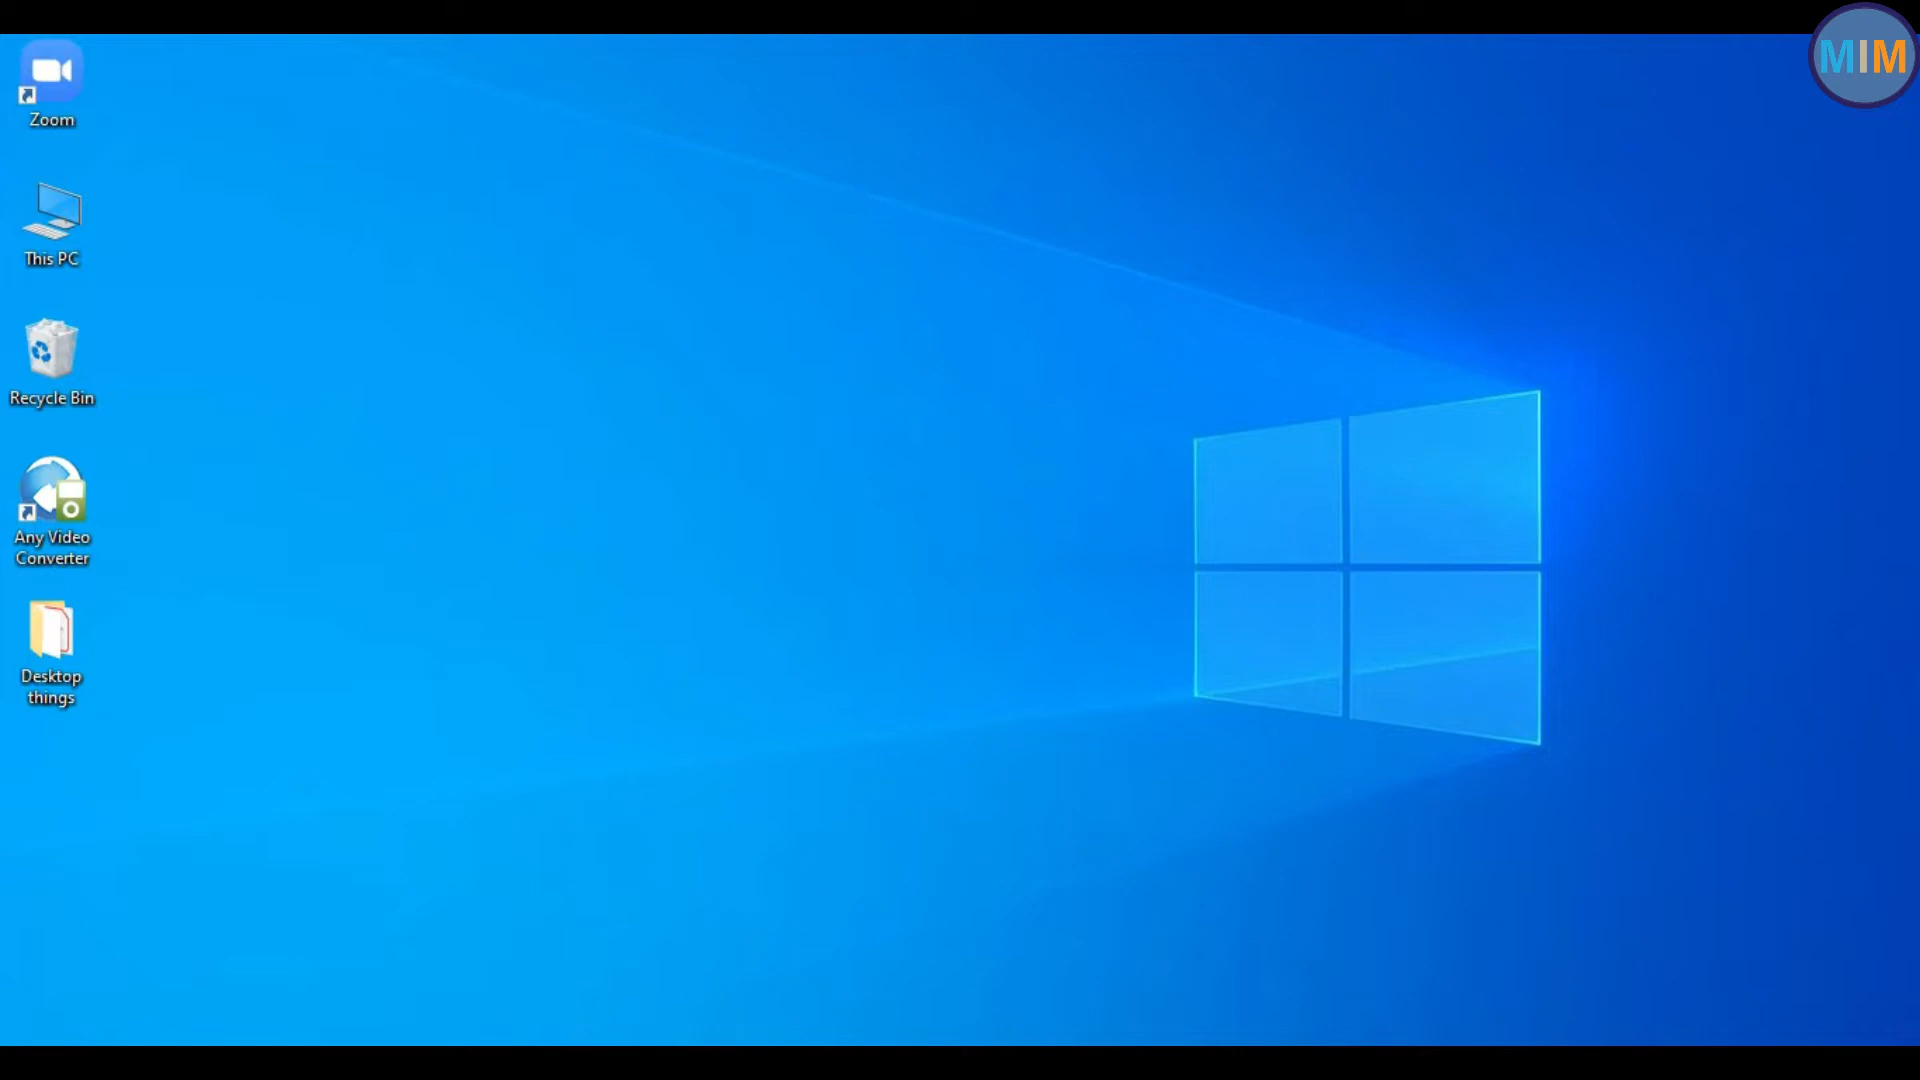 MIM
Zoom
This PC
Recycle Bin
Any Video
Converter
Desktop
things